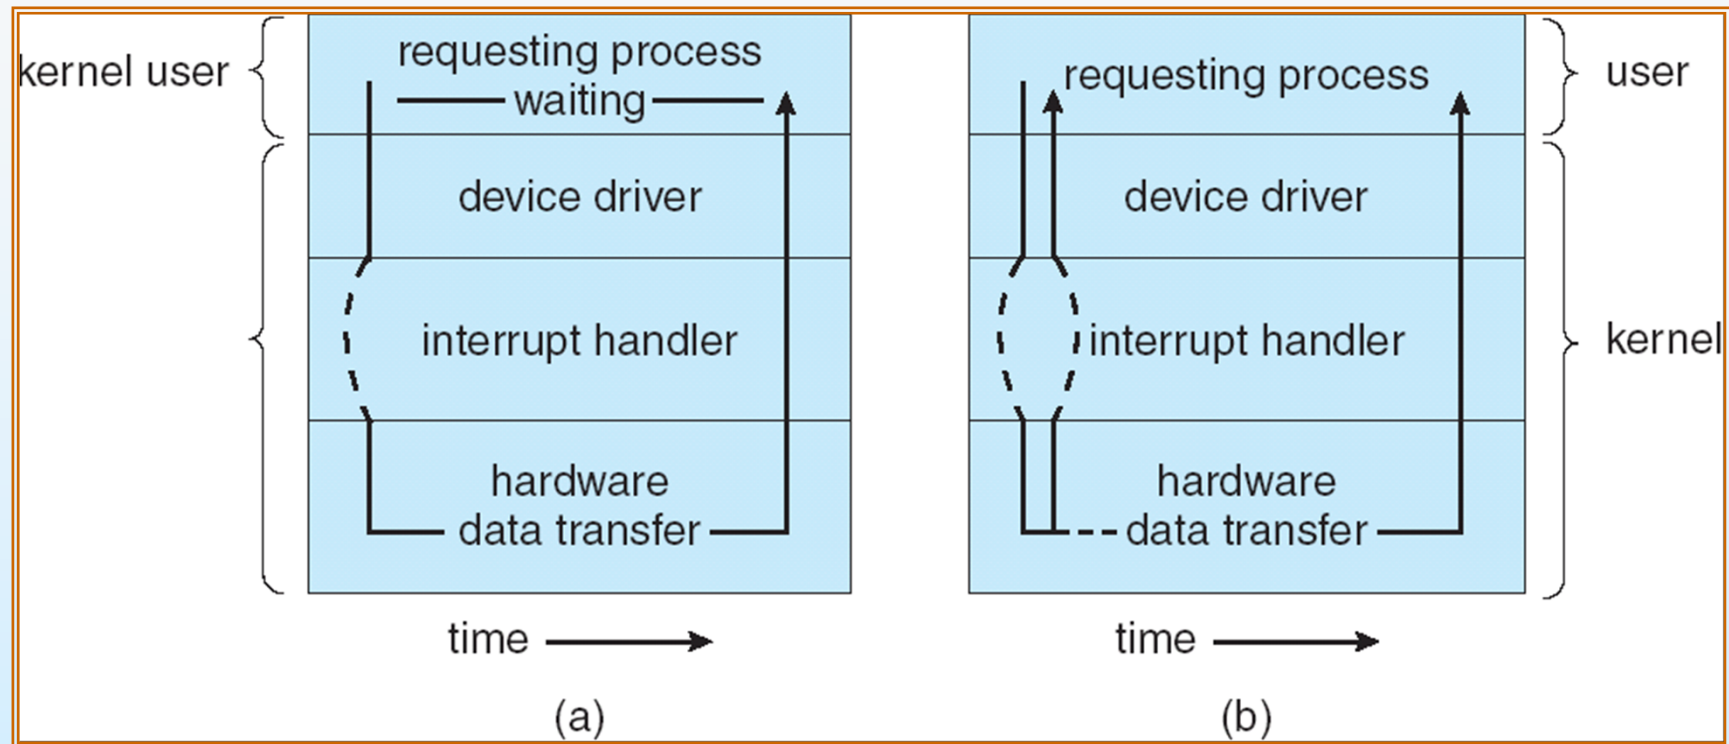 kernel user
requesting process
waiting
device driver
interrupt handler
hardware
data transfer
time
(a)
requesting process
user
device driver
interrupt handler
kernel
hardware
data transfer
time
(b)